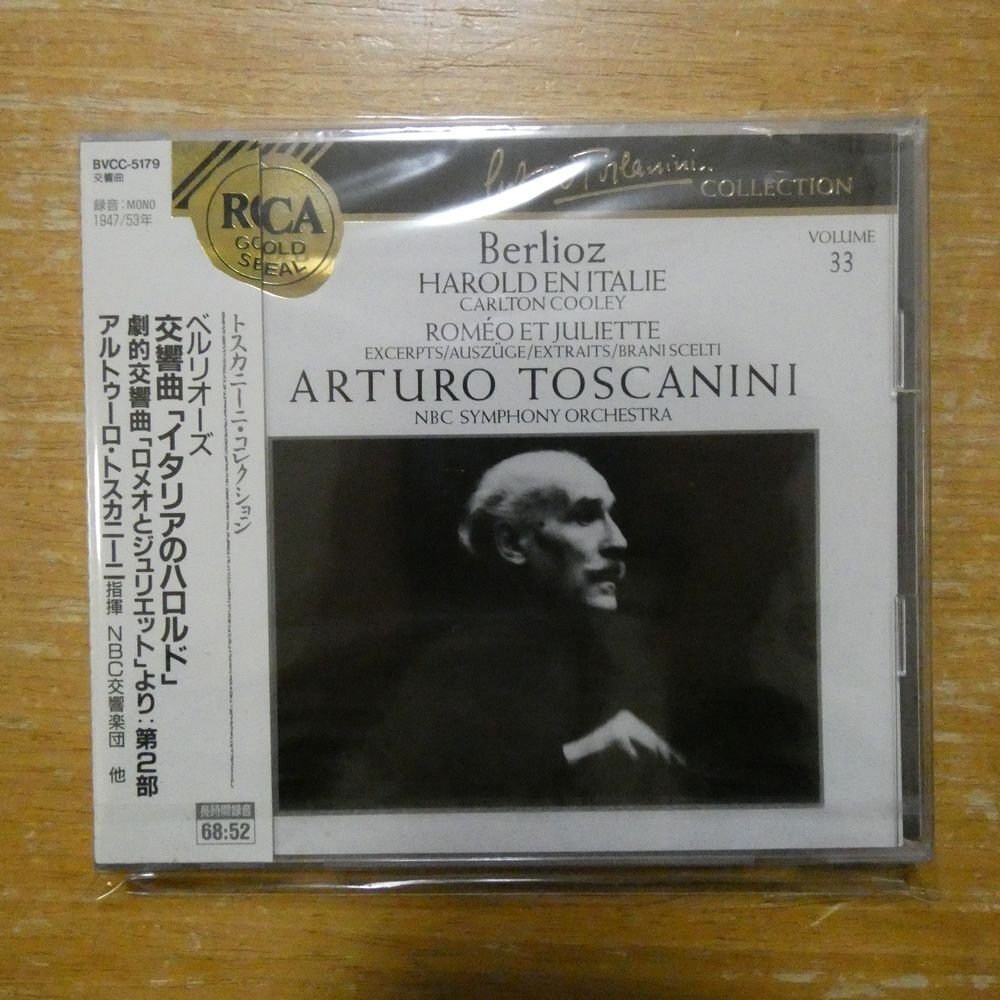 BVCC-5179
交響曲
録音:MONO
1947/53年
トスカニーニ・コレクション
ベルリオーズ
交響曲「イタリアのハロルド」
劇的交響曲「ロメオとジュリエット」より:第2部
アルトゥーロ・トスカニーニ指揮 NBC交響楽団 他
長時間録音
68:52
RCA
GOLD
SEAL
Arturo Toscanini
COLLECTION
VOLUME
33
Berlioz
HAROLD EN ITALIE
CARLTON COOLEY
ROMÉO ET JULIETTE
EXCERPTS/AUSZÜGE/EXTRAITS/BRANI SCELTI
ARTURO TOSCANINI
NBC SYMPHONY ORCHESTRA